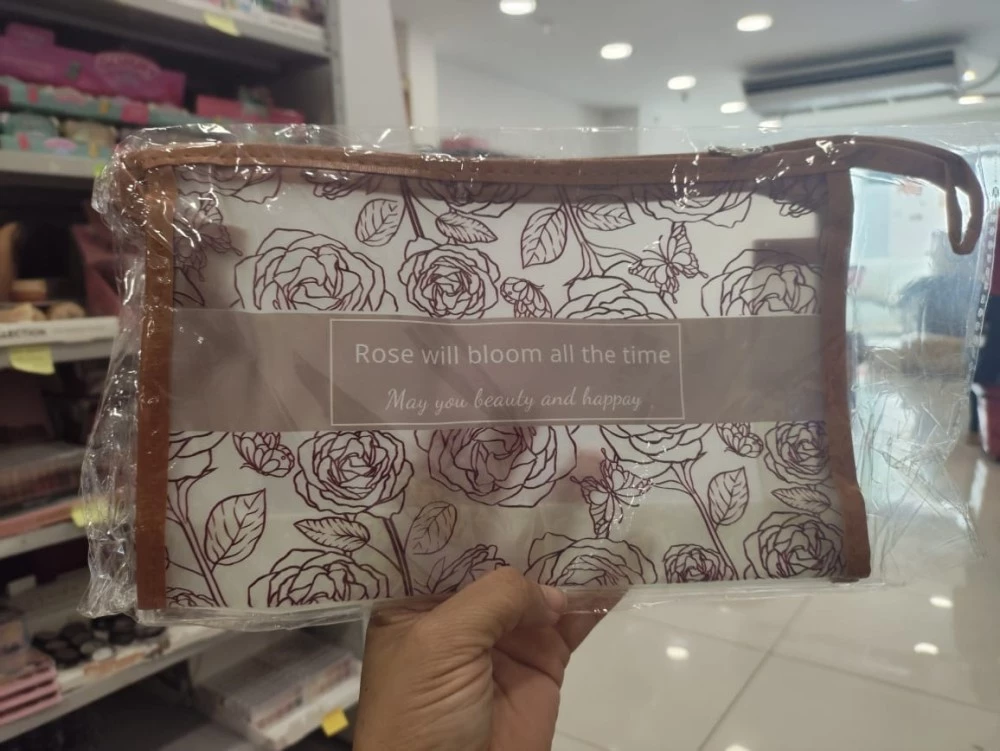 Rose will bloom all the time
May you beauty and happay